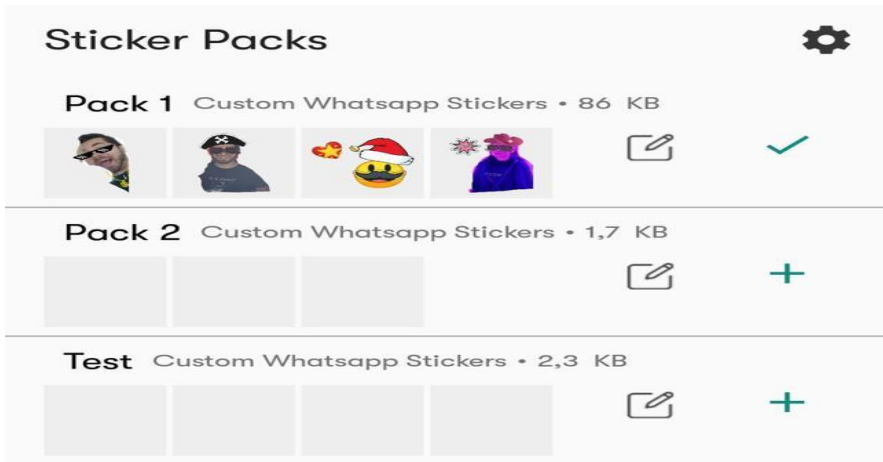 Sticker Packs
Pack 1 Custom Whatsapp Stickers • 86 KB
Pack 2 Custom Whatsapp Stickers • 1,7 KB
Test Custom Whatsapp Stickers • 2,3 KB